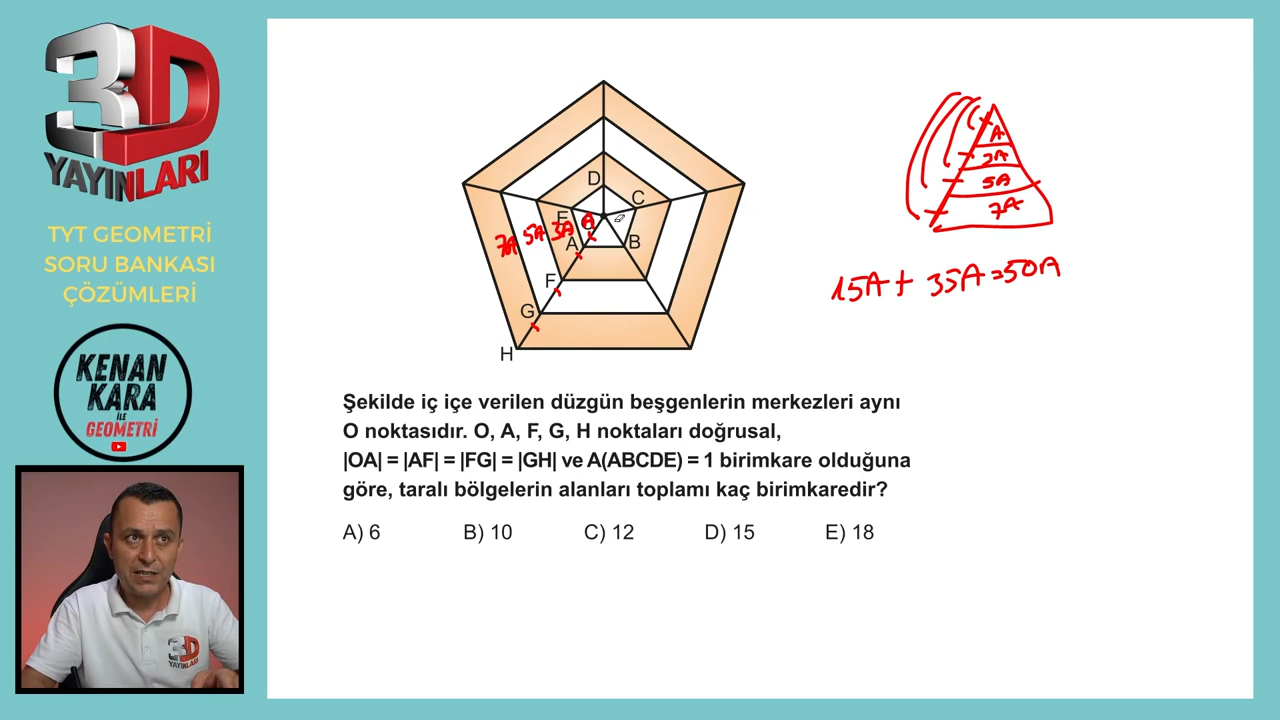 3D
YAYINLARI
TYT GEOMETRİ
SORU BANKASI
ÇÖZÜMLERİ
KENAN
KARA
İLE
GEOMETRİ
3D
YAYINLARI
D
C
E
B
A
F
G
H
7A 5A 3A A
A
3A
5A
7A
15A + 35A = 50A
Şekilde iç içe verilen düzgün beşgenlerin merkezleri aynı
O noktasıdır. O, A, F, G, H noktaları doğrusal,
|OA| = |AF| = |FG| = |GH| ve A(ABCDE) = 1 birimkare olduğuna
göre, taralı bölgelerin alanları toplamı kaç birimkaredir?
A) 6 B) 10 C) 12 D) 15 E) 18